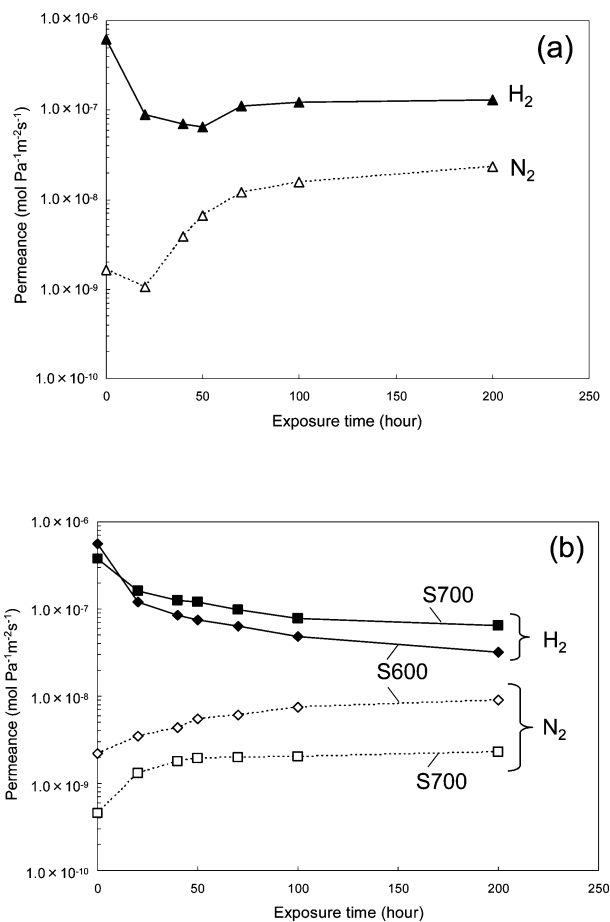 (a)
1.0×10⁻⁶
1.0×10⁻⁷
1.0×10⁻⁸
1.0×10⁻⁹
1.0×10⁻¹⁰
Permeance (mol Pa⁻¹m⁻²s⁻¹)
H₂
N₂
0 50 100 150 200 250
Exposure time (hour)
(b)
1.0×10⁻⁶
1.0×10⁻⁷
1.0×10⁻⁸
1.0×10⁻⁹
1.0×10⁻¹⁰
Permeance (mol Pa⁻¹m⁻²s⁻¹)
S700
H₂
S600
N₂
S700
0 50 100 150 200 250
Exposure time (hour)